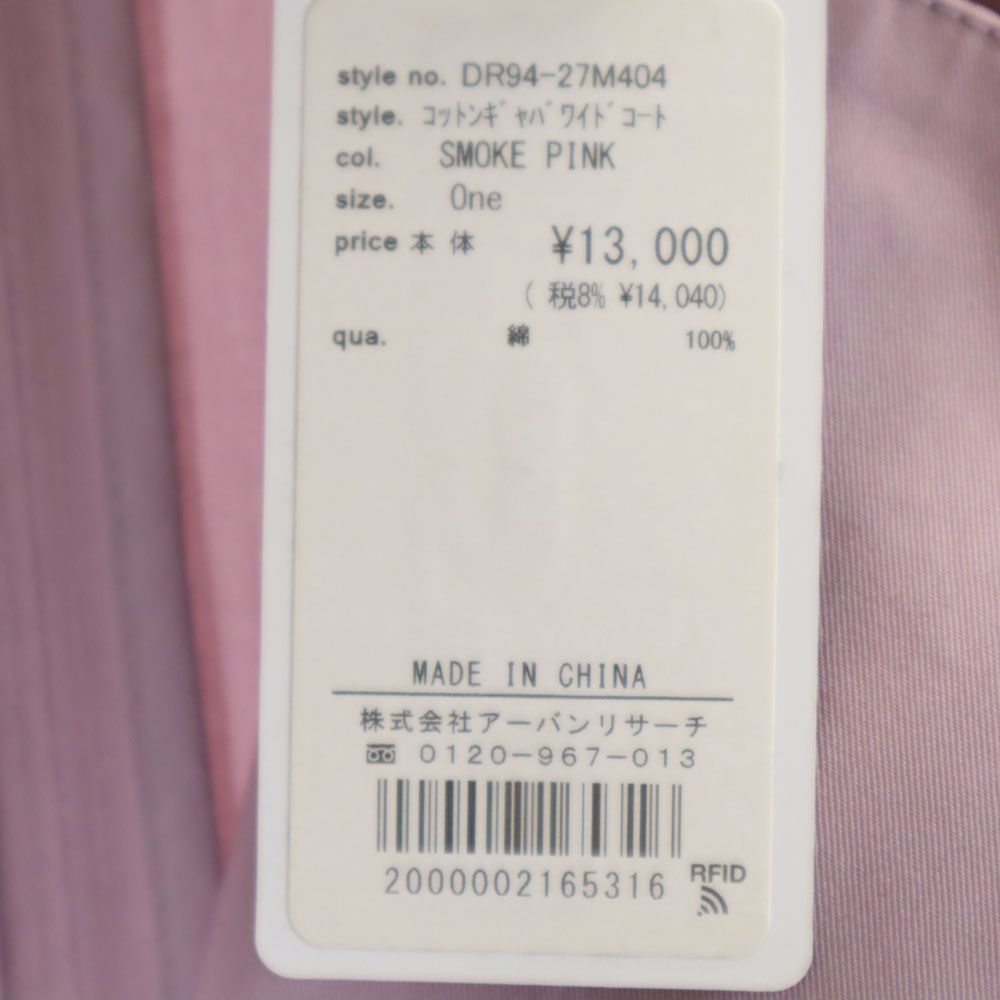 style no. DR94-27M404
style. コットンギャバワイドコート
col. SMOKE PINK
size. One
price 本体 ¥13,000
( 税8% ¥14,040)
qua. 綿 100%
MADE IN CHINA
株式会社アーバンリサーチ
0120-967-013
2000002165316
RFID